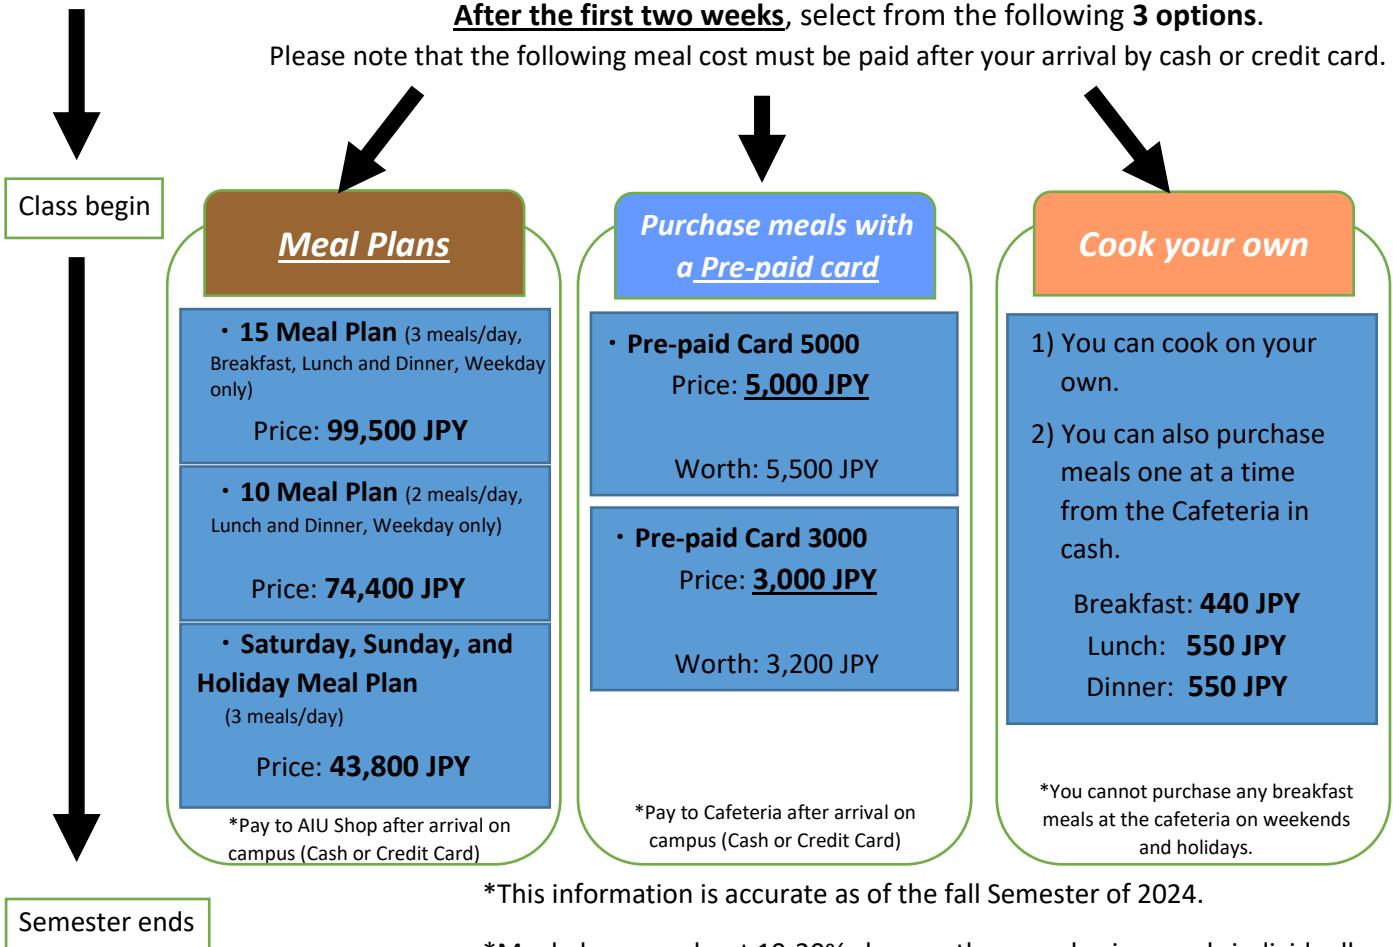 After the first two weeks, select from the following 3 options.
Please note that the following meal cost must be paid after your arrival by cash or credit card.
Class begin
Meal Plans
・15 Meal Plan (3 meals/day,
Breakfast, Lunch and Dinner, Weekday
only)
Price: 99,500 JPY
・10 Meal Plan (2 meals/day,
Lunch and Dinner, Weekday only)
Price: 74,400 JPY
・Saturday, Sunday, and
Holiday Meal Plan
(3 meals/day)
Price: 43,800 JPY
*Pay to AIU Shop after arrival on
campus (Cash or Credit Card)
Purchase meals with
a Pre-paid card
・Pre-paid Card 5000
Price: 5,000 JPY
Worth: 5,500 JPY
・Pre-paid Card 3000
Price: 3,000 JPY
Worth: 3,200 JPY
*Pay to Cafeteria after arrival on
campus (Cash or Credit Card)
Cook your own
1) You can cook on your
own.
2) You can also purchase
meals one at a time
from the Cafeteria in
cash.
Breakfast: 440 JPY
Lunch: 550 JPY
Dinner: 550 JPY
*You cannot purchase any breakfast
meals at the cafeteria on weekends
and holidays.
*This information is accurate as of the fall Semester of 2024.
Semester ends